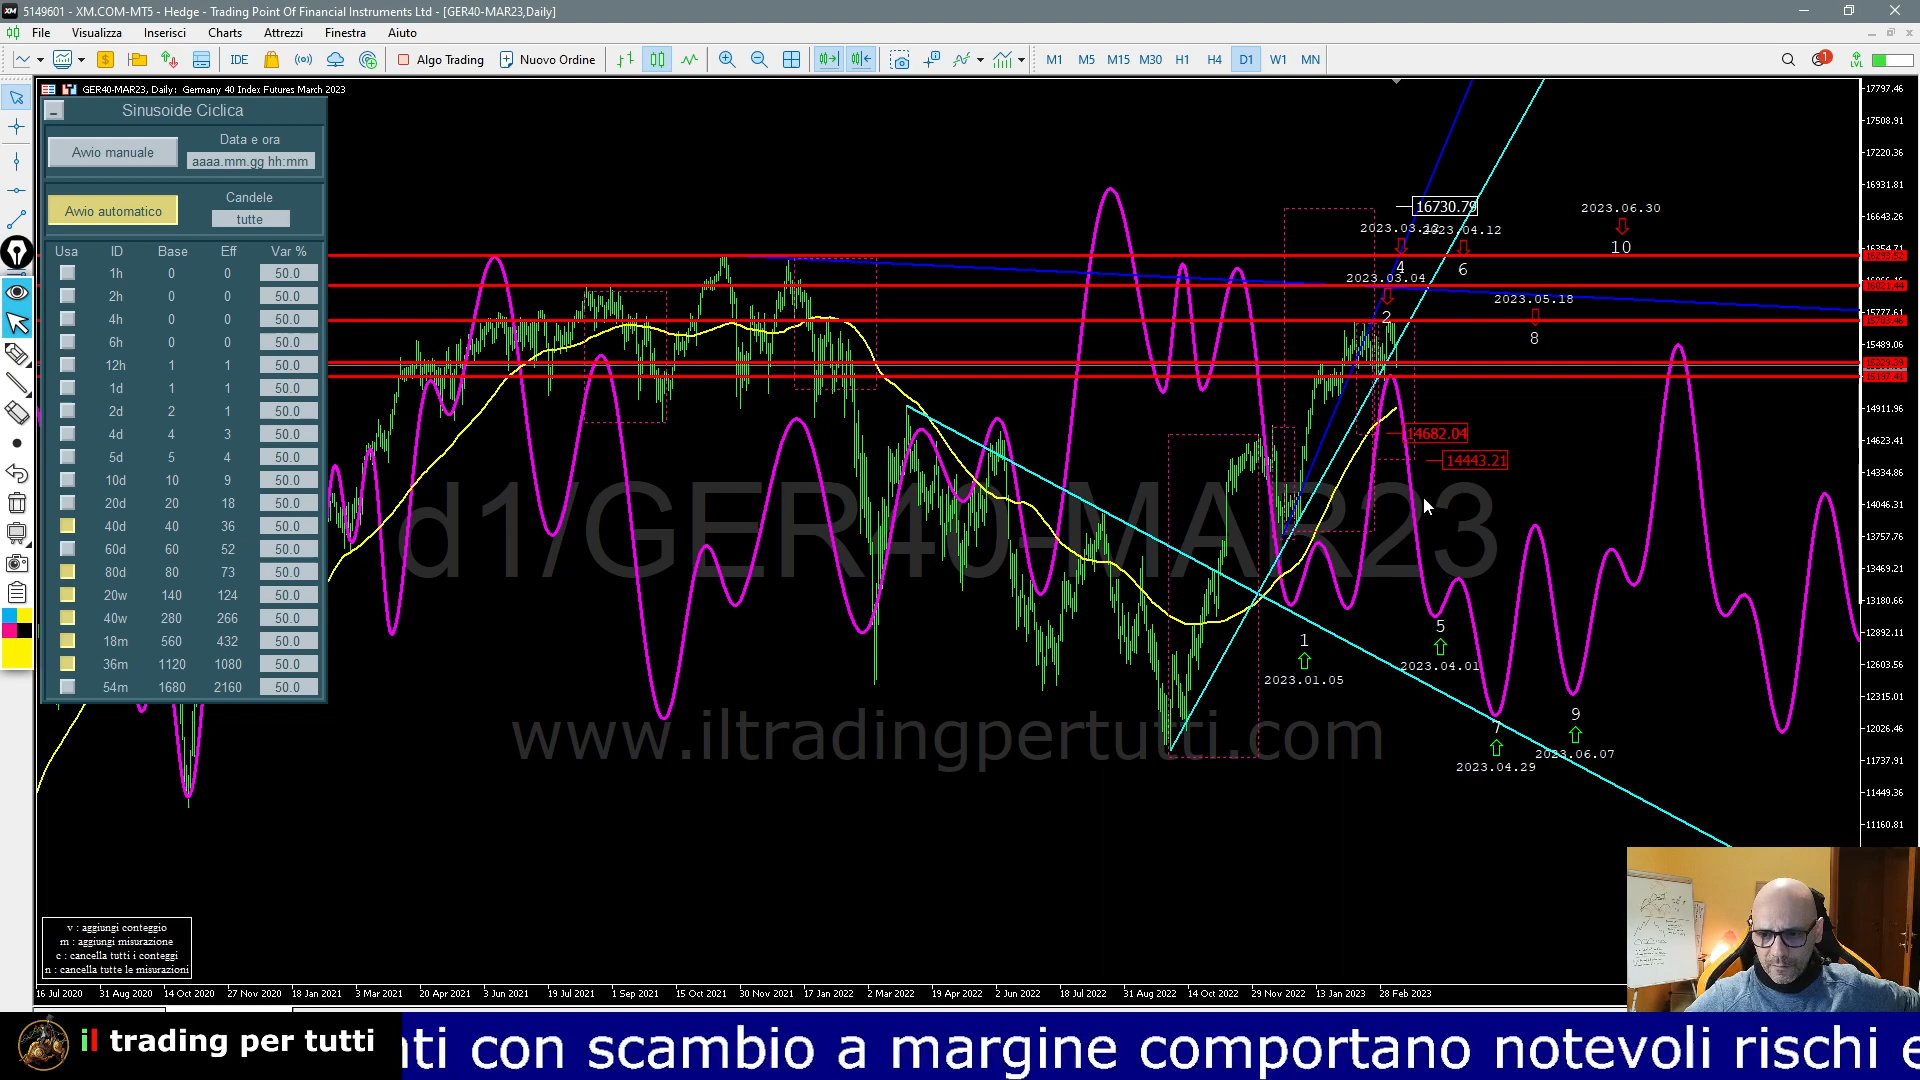 5149601 - XM.COM-MT5 - Hedge - Trading Point Of Financial Instruments Ltd - [GER40-MAR23,Daily]
File Visualizza Inserisci Charts Attrezzi Finestra Aiuto
IDE Algo Trading Nuovo Ordine M1 M5 M15 M30 H1 H4 D1 W1 MN 1 LVL
GER40-MAR23, Daily: Germany 40 Index Futures March 2023
Sinusoide Ciclica
Avvio manuale
Data e ora
aaaa.mm.gg hh:mm
Avvio automatico
Candele
tutte
Usa ID Base Eff Var %
1h 0 0 50.0
2h 0 0 50.0
4h 0 0 50.0
6h 0 0 50.0
12h 1 1 50.0
1d 1 1 50.0
2d 2 1 50.0
4d 4 3 50.0
5d 5 4 50.0
10d 10 9 50.0
20d 20 18 50.0
40d 40 36 50.0
60d 60 52 50.0
80d 80 73 50.0
20w 140 124 50.0
40w 280 266 50.0
18m 560 432 50.0
36m 1120 1080 50.0
54m 1680 2160 50.0
16730.79
2023.04.12
2023.06.30
4
6
10
2023.03.04
2
2023.05.18
8
14682.04
14443.21
d1/GER40-MAR23
www.iltradingpertutti.com
1
2023.01.05
5
2023.04.01
7
2023.04.29
9
2023.06.07
17797.46
17508.91
17220.36
16931.81
16643.26
16354.71
16293.52
16021.44
15777.61
15489.06
15197.41
14911.96
14623.41
14334.86
14046.31
13757.76
13469.21
13180.66
12892.11
12603.56
12315.01
12026.46
11737.91
11449.36
11160.81
v : aggiungi conteggio
m : aggiungi misurazione
c : cancella tutti i conteggi
n : cancella tutte le misurazioni
16 Jul 2020 31 Aug 2020 14 Oct 2020 27 Nov 2020 18 Jan 2021 3 Mar 2021 20 Apr 2021 3 Jun 2021 19 Jul 2021 1 Sep 2021 15 Oct 2021 30 Nov 2021 17 Jan 2022 2 Mar 2022 19 Apr 2022 2 Jun 2022 18 Jul 2022 31 Aug 2022 14 Oct 2022 29 Nov 2022 13 Jan 2023 28 Feb 2023
il trading per tutti
nti con scambio a margine comportano notevoli rischi e